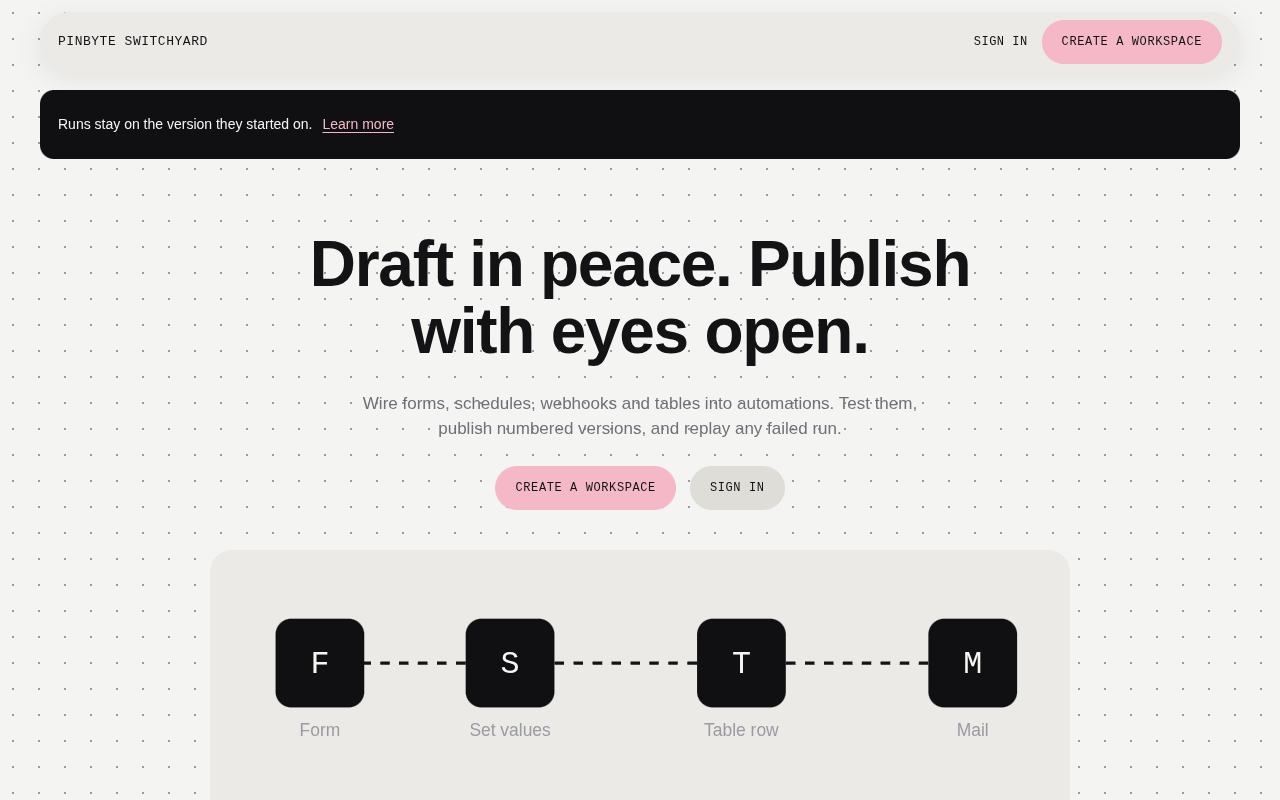 PINBYTE SWITCHYARD
SIGN IN
CREATE A WORKSPACE
Runs stay on the version they started on. Learn more
Draft in peace. Publish
with eyes open.
Wire forms, schedules, webhooks and tables into automations. Test them,
publish numbered versions, and replay any failed run.
CREATE A WORKSPACE
SIGN IN
F
S
T
M
Form
Set values
Table row
Mail